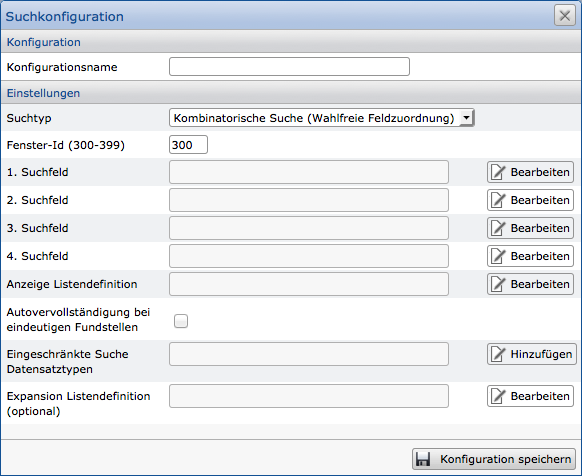 Suchkonfiguration
Konfiguration
Konfigurationsname
Einstellungen
Suchtyp Kombinatorische Suche (Wahlfreie Feldzuordnung)
Fenster-Id (300-399) 300
1. Suchfeld Bearbeiten
2. Suchfeld Bearbeiten
3. Suchfeld Bearbeiten
4. Suchfeld Bearbeiten
Anzeige Listendefinition Bearbeiten
Autovervollständigung bei
eindeutigen Fundstellen
Eingeschränkte Suche Hinzufügen
Datensatztypen
Expansion Listendefinition Bearbeiten
(optional)
Konfiguration speichern